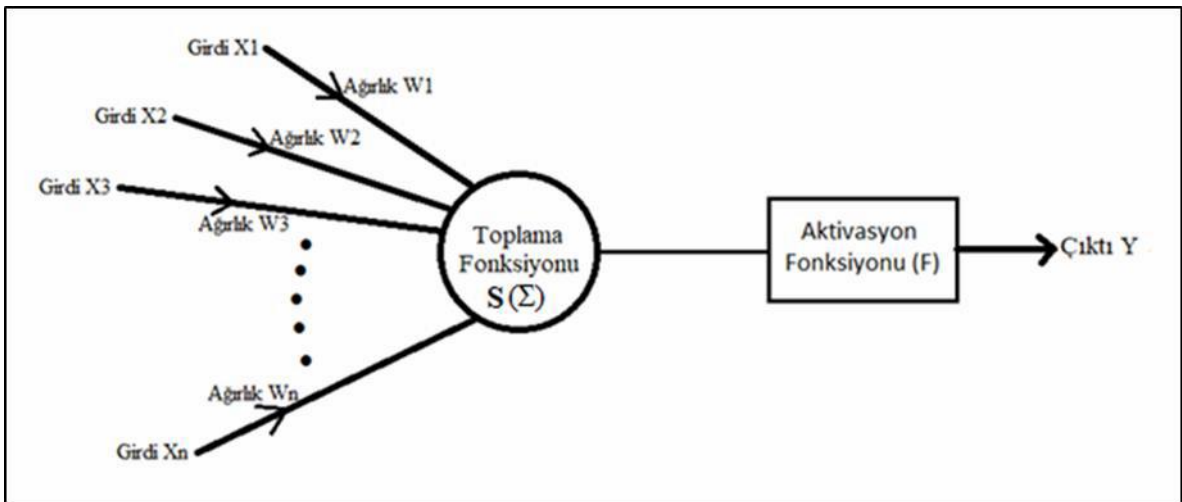 Girdi X1
Ağırlık W1
Girdi X2
Ağırlık W2
Girdi X3
Ağırlık W3
Toplama
Fonksiyonu
S(Σ)
Aktivasyon
Fonksiyonu (F)
Çıktı Y
Ağırlık Wn
Girdi Xn